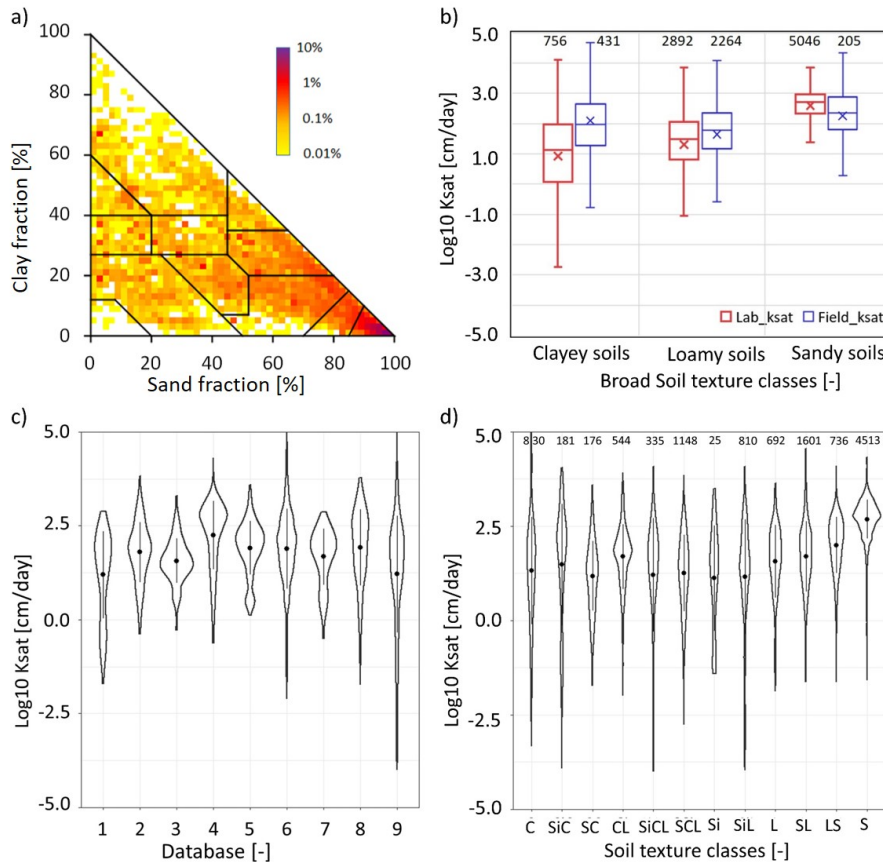 a)
100
80
60
40
20
0
Clay fraction [%]
10%
1%
0.1%
0.01%
0 20 40 60 80 100
Sand fraction [%]
b)
5.0
3.0
1.0
-1.0
-3.0
-5.0
Log10 Ksat [cm/day]
756 431 2892 2264 5046 205
Lab_ksat Field_ksat
Clayey soils Loamy soils Sandy soils
Broad Soil texture classes [-]
c)
5.0
2.5
0.0
-2.5
-5.0
Log10 Ksat [cm/day]
1 2 3 4 5 6 7 8 9
Database [-]
d)
5.0
2.5
0.0
-2.5
-5.0
Log10 Ksat [cm/day]
830 181 176 544 335 1148 25 810 692 1601 736 4513
C SiC SC CL SiCL SCL Si SiL L SL LS S
Soil texture classes [-]